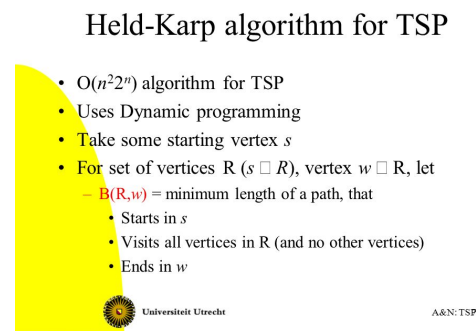 Held-Karp algorithm for TSP
• O(n²2ⁿ) algorithm for TSP
• Uses Dynamic programming
• Take some starting vertex s
• For set of vertices R (s □ R), vertex w □ R, let
– B(R,w) = minimum length of a path, that
• Starts in s
• Visits all vertices in R (and no other vertices)
• Ends in w
Universiteit Utrecht
A&N: TSP